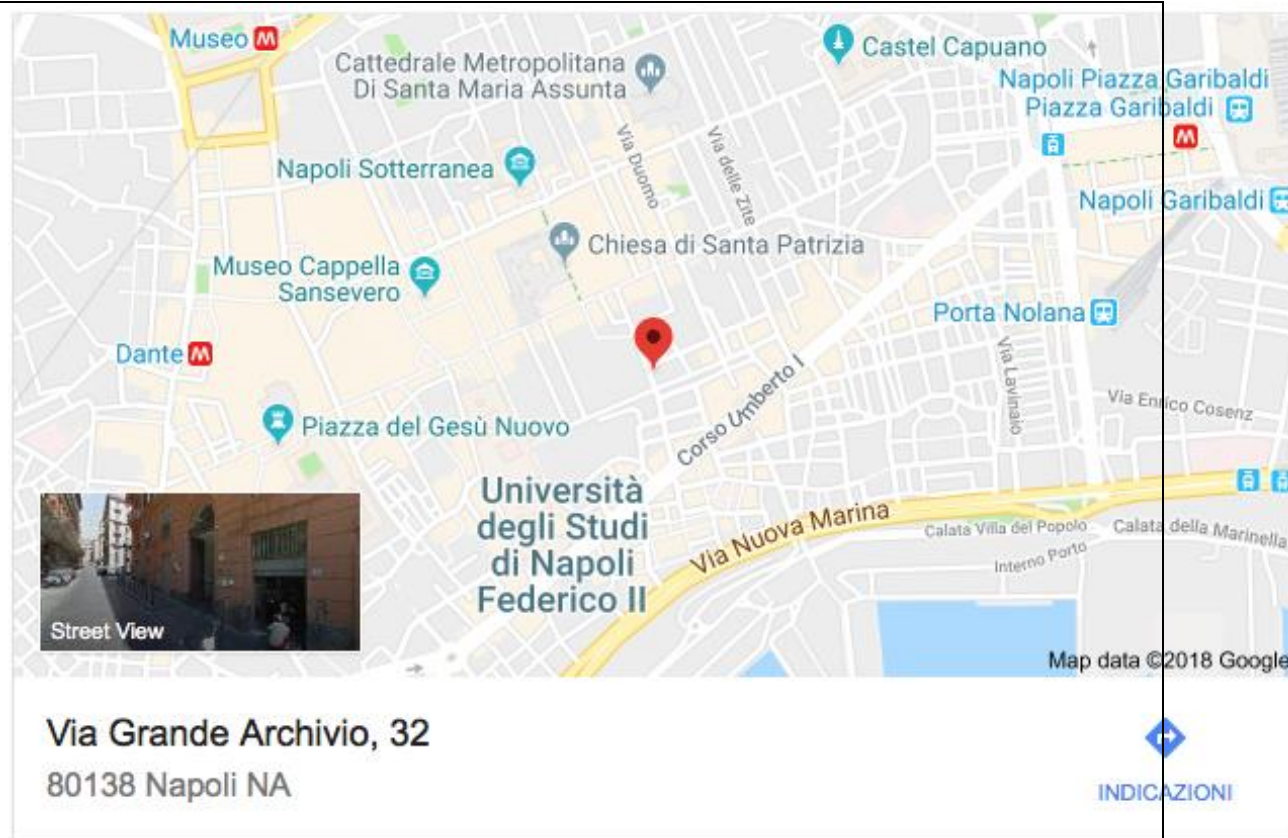 Museo
Cattedrale Metropolitana
Di Santa Maria Assunta
Castel Capuano
Napoli Piazza Garibaldi
Piazza Garibaldi
Via Duomo
Via delle Zite
Napoli Sotterranea
Napoli Garibaldi
Chiesa di Santa Patrizia
Museo Cappella
Sansevero
Porta Nolana
Dante
Via Lavinaio
Corso Umberto I
Via Enrico Cosenz
Piazza del Gesù Nuovo
Università
degli Studi
di Napoli
Federico II
Via Nuova Marina
Calata Villa del Popolo
Calata della Marinella
Interno Porto
Street View
Map data ©2018 Google
Via Grande Archivio, 32
80138 Napoli NA
INDICAZIONI